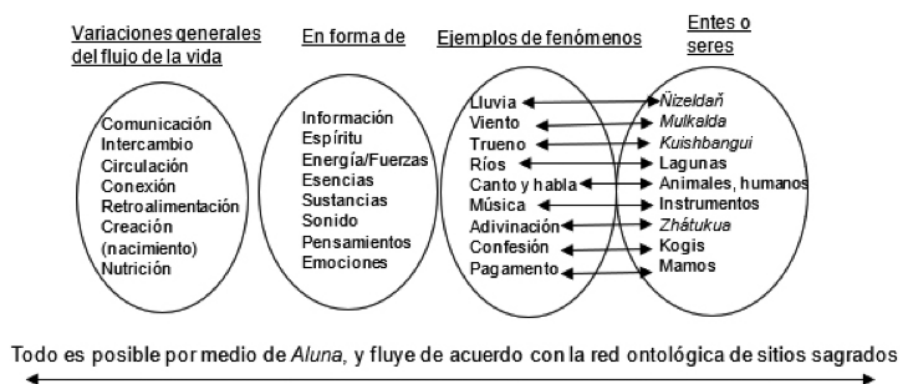 Variaciones generales
del flujo de la vida
En forma de
Ejemplos de fenómenos
Entes o
seres
Comunicación
Intercambio
Circulación
Conexión
Retroalimentación
Creación
(nacimiento)
Nutrición
Información
Espíritu
Energía/Fuerzas
Esencias
Sustancias
Sonido
Pensamientos
Emociones
Lluvia
Viento
Trueno
Ríos
Canto y habla
Música
Adivinación
Confesión
Pagamento
Ñizeldaň
Mulkalda
Kuishbangui
Lagunas
Animales, humanos
Instrumentos
Zhátukua
Kogis
Mamos
Todo es posible por medio de Aluna, y fluye de acuerdo con la red ontológica de sitios sagrados